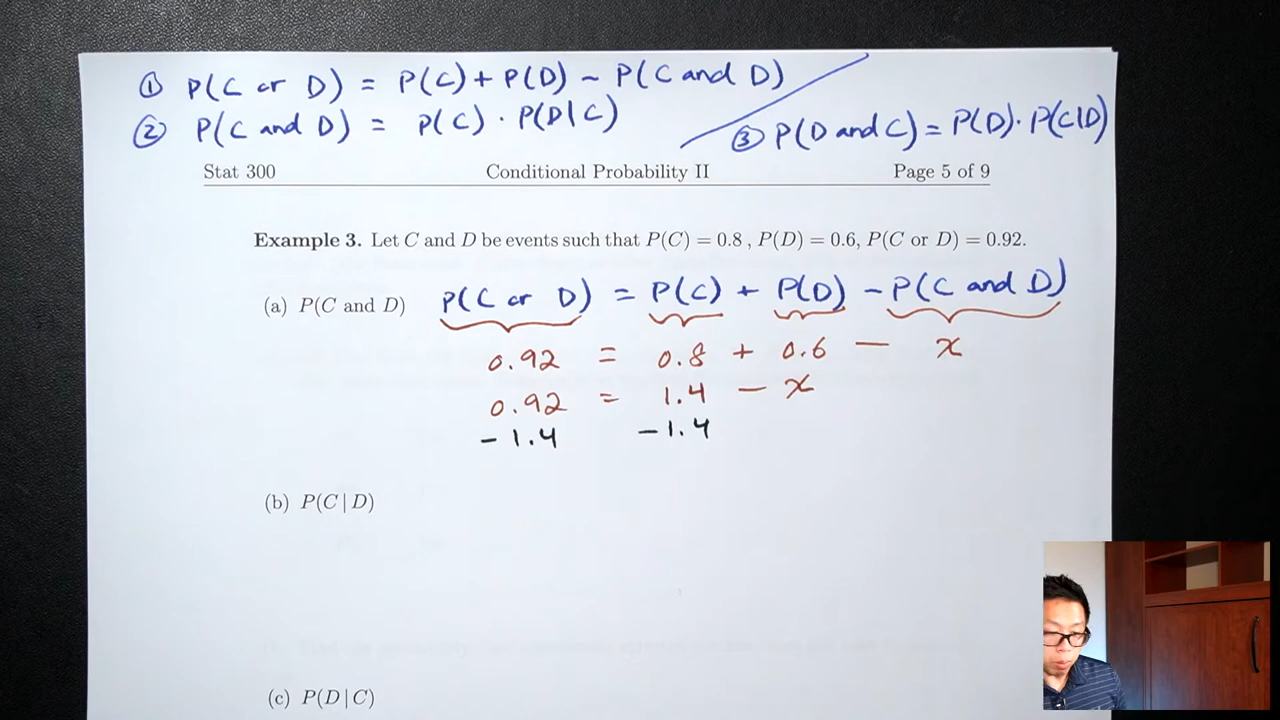 ① P(C or D) = P(C) + P(D) - P(C and D)
② P(C and D) = P(C) · P(D|C)
③ P(D and C) = P(D) · P(C|D)
Stat 300 Conditional Probability II Page 5 of 9
Example 3. Let C and D be events such that P(C) = 0.8 , P(D) = 0.6, P(C or D) = 0.92.
(a) P(C and D) P(C or D) = P(C) + P(D) - P(C and D)
0.92 = 0.8 + 0.6 - x
0.92 = 1.4 - x
-1.4 -1.4
(b) P(C | D)
(c) P(D | C)